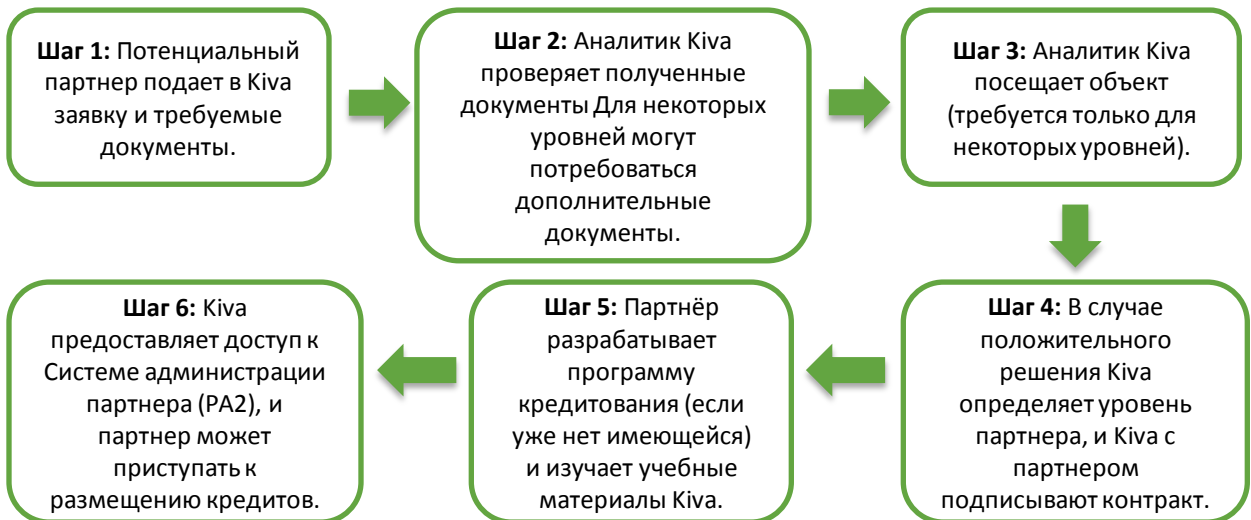 Шаг 1: Потенциальный
партнер подает в Kiva
заявку и требуемые
документы.
Шаг 2: Аналитик Kiva
проверяет полученные
документы Для некоторых
уровней могут
потребоваться
дополнительные
документы.
Шаг 3: Аналитик Kiva
посещает объект
(требуется только для
некоторых уровней).
Шаг 4: В случае
положительного
решения Kiva
определяет уровень
партнера, и Kiva с
партнером
подписывают контракт.
Шаг 5: Партнёр
разрабатывает
программу
кредитования (если
уже нет имеющейся)
и изучает учебные
материалы Kiva.
Шаг 6: Kiva
предоставляет доступ к
Системе администрации
партнера (PA2), и
партнер может
приступать к
размещению кредитов.